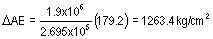 ΔAE = 1.9x10⁶ / 2.695x10⁵ (179.2) = 1263.4 kg/cm²